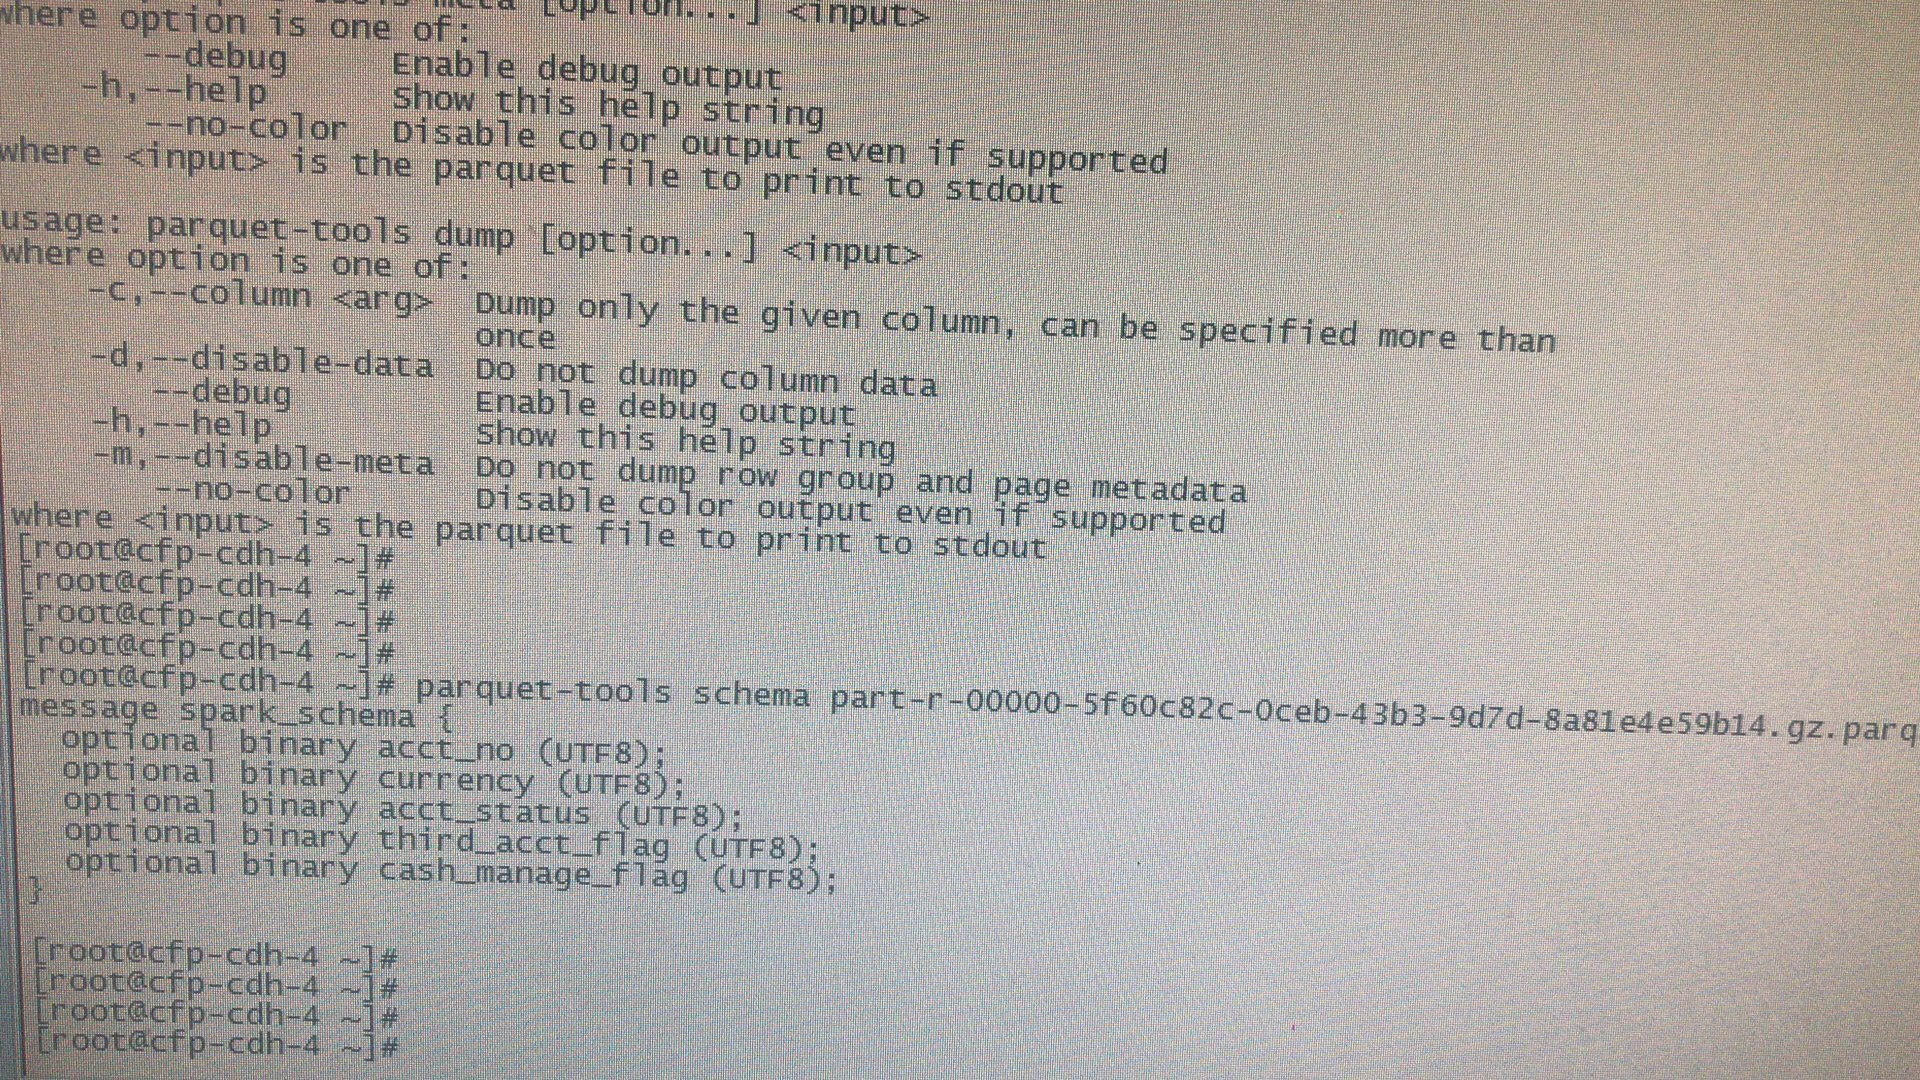 [option...] <input>
where option is one of:
--debug Enable debug output
-h,--help Show this help string
--no-color Disable color output even if supported
where <input> is the parquet file to print to stdout
usage: parquet-tools dump [option...] <input>
where option is one of:
-c,--column <arg> Dump only the given column, can be specified more than
once
-d,--disable-data Do not dump column data
--debug Enable debug output
-h,--help Show this help string
-m,--disable-meta Do not dump row group and page metadata
--no-color Disable color output even if supported
where <input> is the parquet file to print to stdout
[root@cfp-cdh-4 ~]#
[root@cfp-cdh-4 ~]#
[root@cfp-cdh-4 ~]#
[root@cfp-cdh-4 ~]#
[root@cfp-cdh-4 ~]# parquet-tools schema part-r-00000-5f60c82c-0ceb-43b3-9d7d-8a81e4e59b14.gz.parq
message spark_schema {
optional binary acct_no (UTF8);
optional binary currency (UTF8);
optional binary acct_status (UTF8);
optional binary third_acct_flag (UTF8);
optional binary cash_manage_flag (UTF8);
}
[root@cfp-cdh-4 ~]#
[root@cfp-cdh-4 ~]#
[root@cfp-cdh-4 ~]#
[root@cfp-cdh-4 ~]#